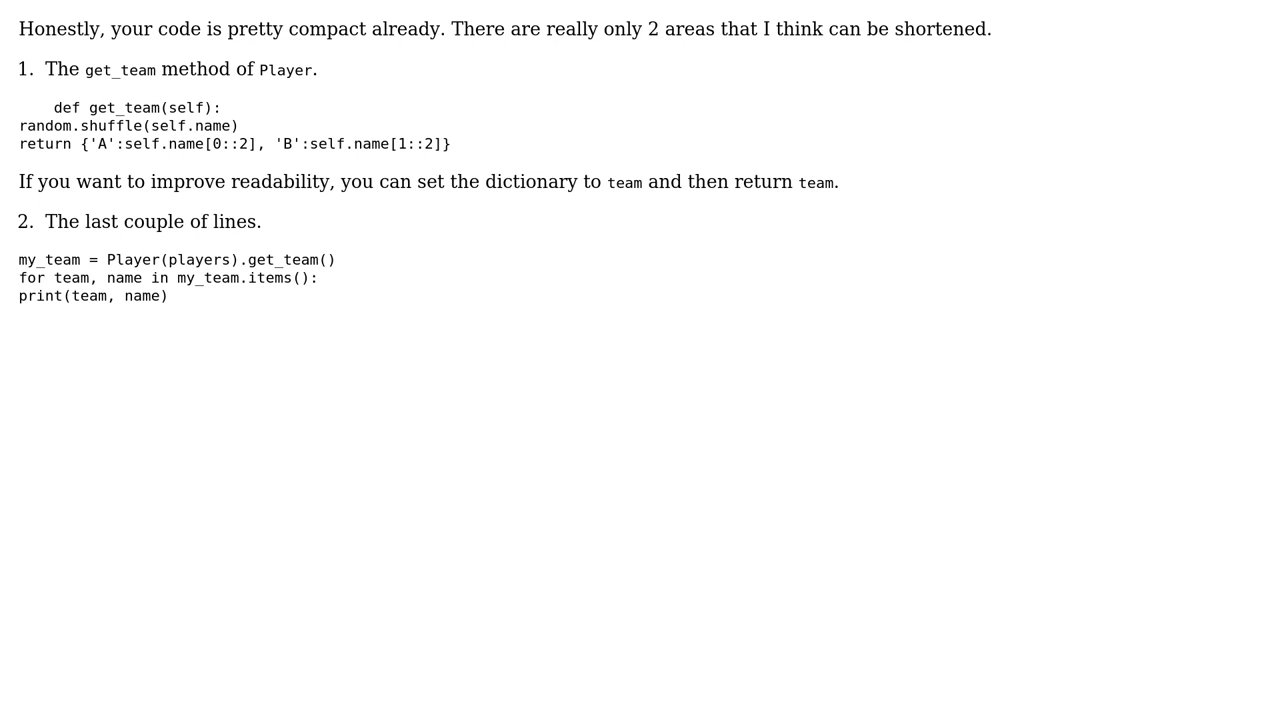 Honestly, your code is pretty compact already. There are really only 2 areas that I think can be shortened.
1. The get_team method of Player.
    def get_team(self):
random.shuffle(self.name)
return {'A':self.name[0::2], 'B':self.name[1::2]}
If you want to improve readability, you can set the dictionary to team and then return team.
2. The last couple of lines.
my_team = Player(players).get_team()
for team, name in my_team.items():
print(team, name)